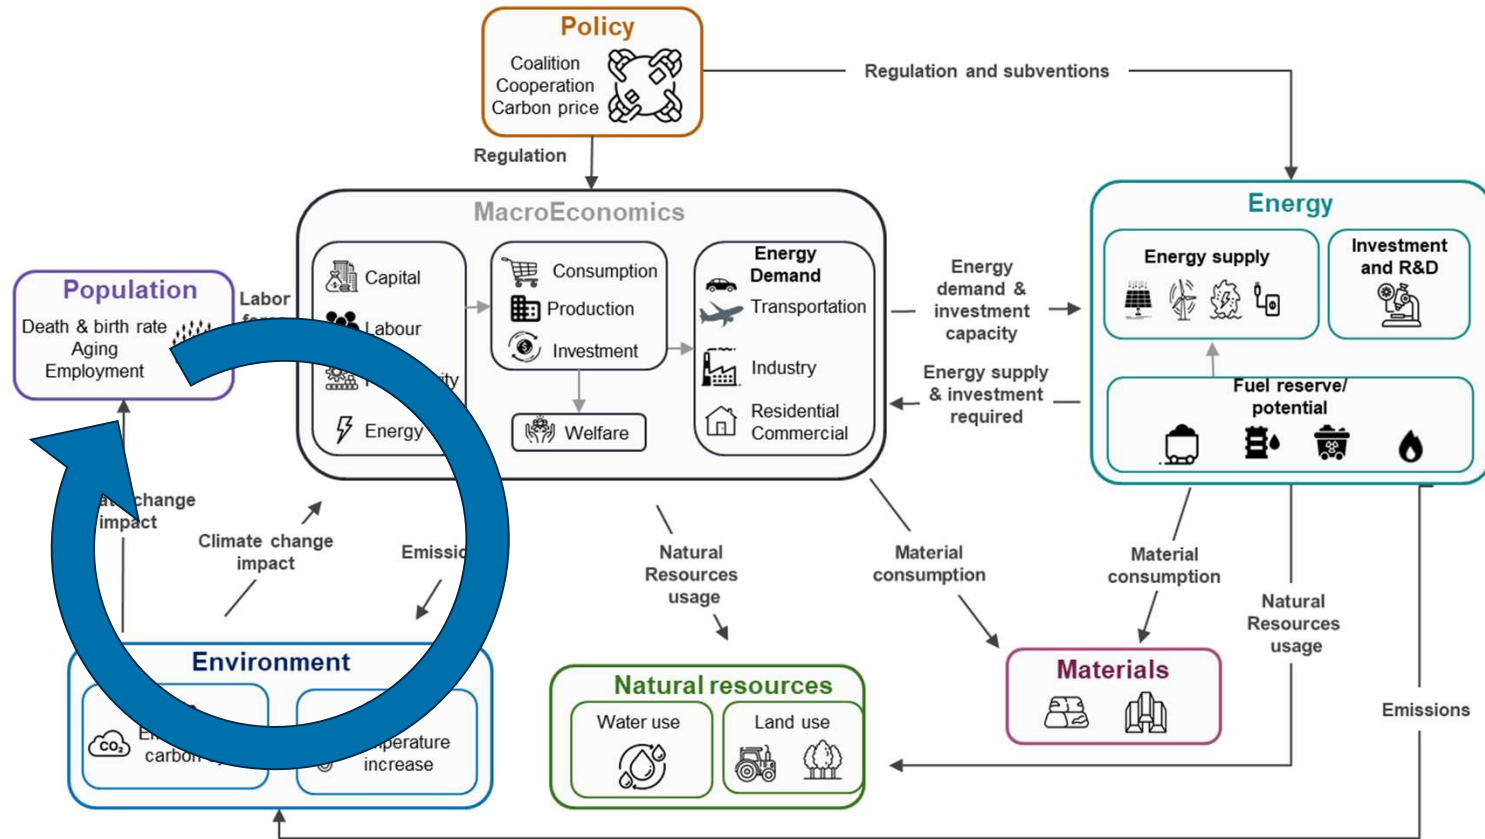 Policy
Coalition
Cooperation
Carbon price
Regulation and subventions
Regulation
MacroEconomics
Capital
Labour
Energy
Consumption
Production
Investment
Welfare
Energy
Demand
Transportation
Industry
Residential
Commercial
Population
Death & birth rate
Aging
Employment
Labor
Energy
demand &
investment
capacity
Energy supply
& investment
required
Energy
Energy supply
Investment
and R&D
Fuel reserve/
potential
change
impact
Climate change
impact
Natural
Resources
usage
Material
consumption
Material
consumption
Natural
Resources
usage
Emissions
Environment
CO₂
carbon
increase
Natural resources
Water use
Land use
Materials